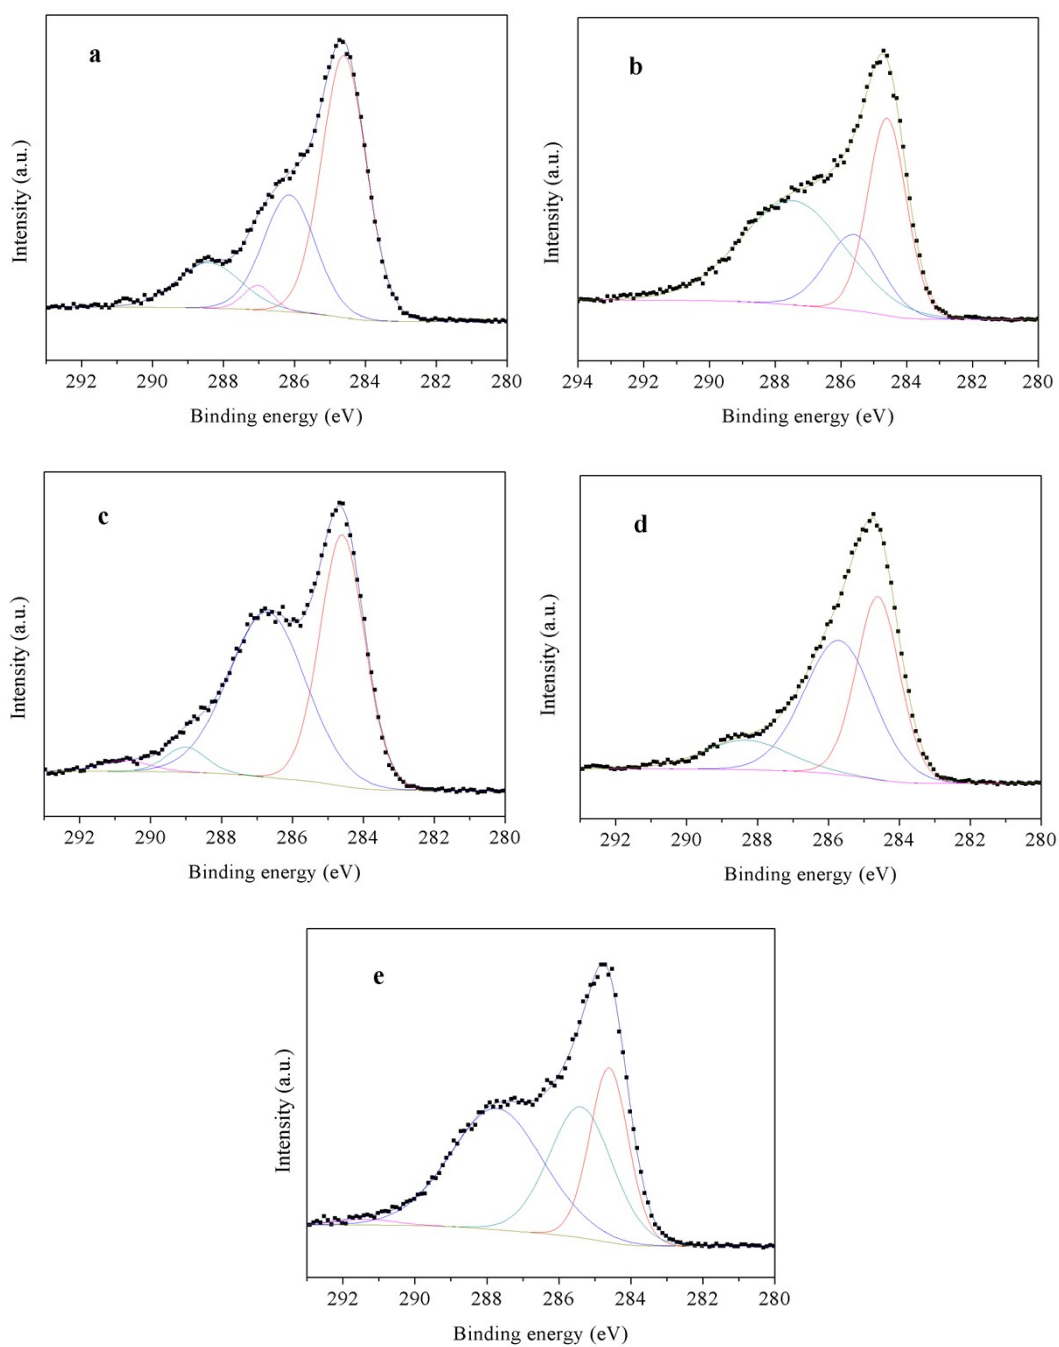 a
Intensity (a.u.)
292 290 288 286 284 282 280
Binding energy (eV)
b
Intensity (a.u.)
294 292 290 288 286 284 282 280
Binding energy (eV)
c
Intensity (a.u.)
292 290 288 286 284 282 280
Binding energy (eV)
d
Intensity (a.u.)
292 290 288 286 284 282 280
Binding energy (eV)
e
Intensity (a.u.)
292 290 288 286 284 282 280
Binding energy (eV)